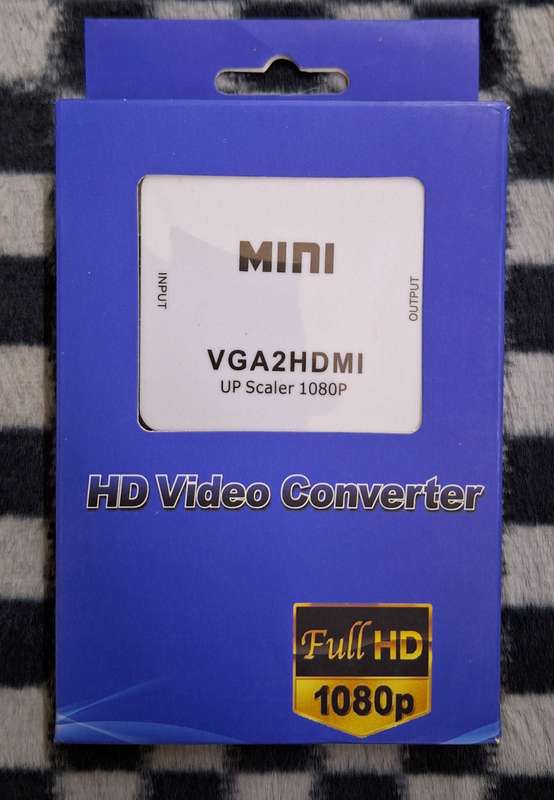 MINI
INPUT
OUTPUT
VGA2HDMI
UP Scaler 1080P
HD Video Converter
Full HD
1080p